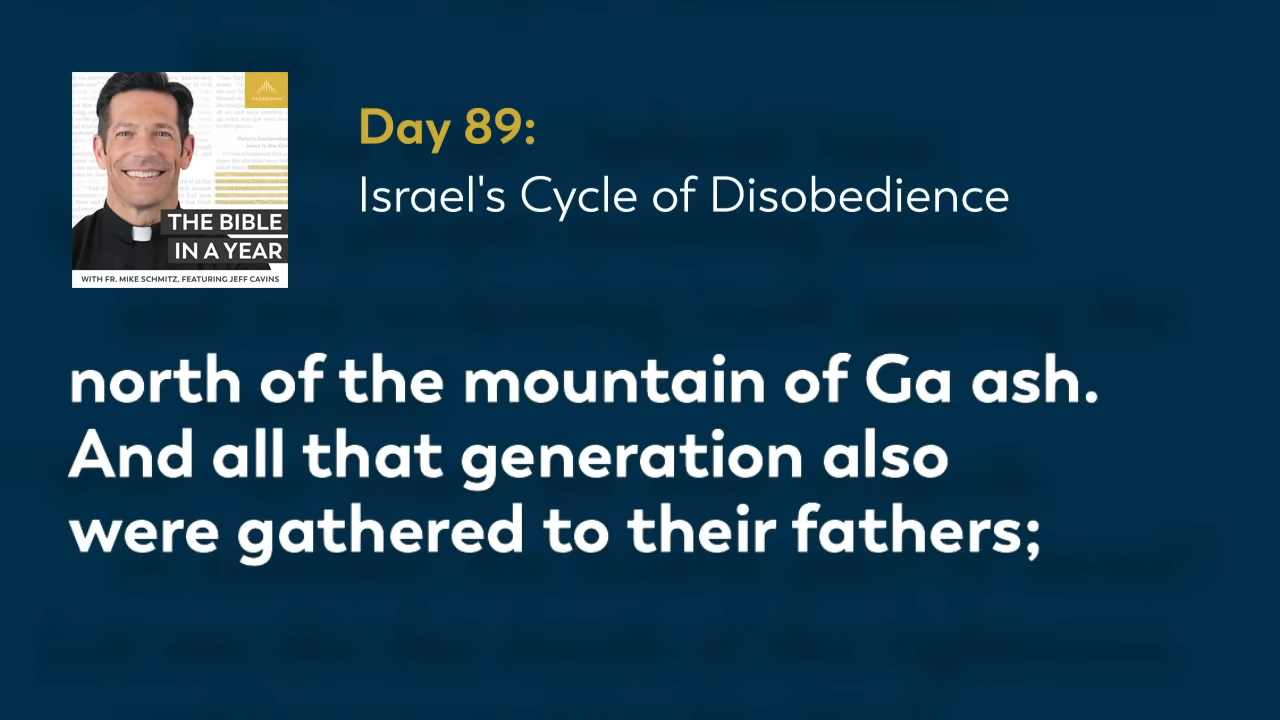 THE BIBLE
IN A YEAR
WITH FR. MIKE SCHMITZ, FEATURING JEFF CAVINS
Day 89:
Israel's Cycle of Disobedience
north of the mountain of Ga ash.
And all that generation also
were gathered to their fathers;